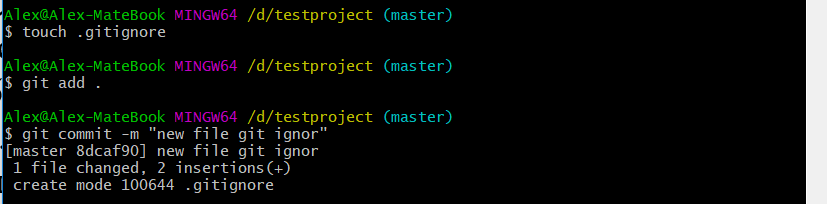 Alex@Alex-MateBook MINGW64 /d/testproject (master)
$ touch .gitignore
Alex@Alex-MateBook MINGW64 /d/testproject (master)
$ git add .
Alex@Alex-MateBook MINGW64 /d/testproject (master)
$ git commit -m "new file git ignor"
[master 8dcaf90] new file git ignor
1 file changed, 2 insertions(+)
create mode 100644 .gitignore